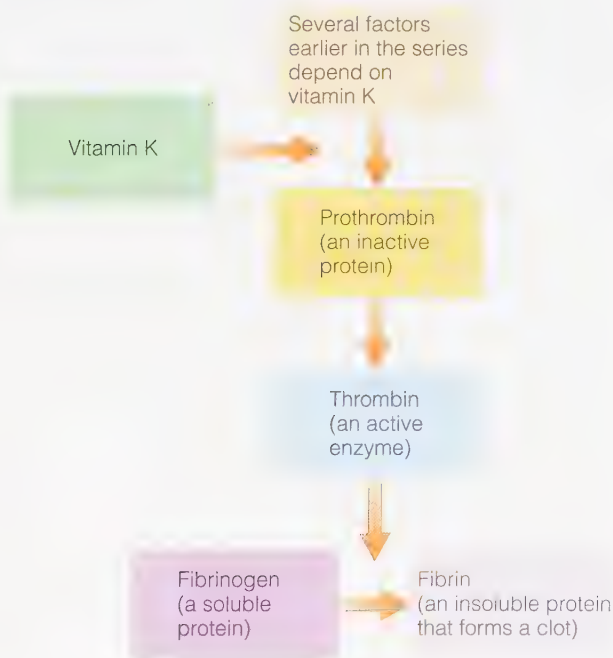 Several factors
earlier in the series
depend on
vitamin K
Vitamin K
Prothrombin
(an inactive
protein)
Thrombin
(an active
enzyme)
Fibrinogen
(a soluble
protein)
Fibrin
(an insoluble protein
that forms a clot)